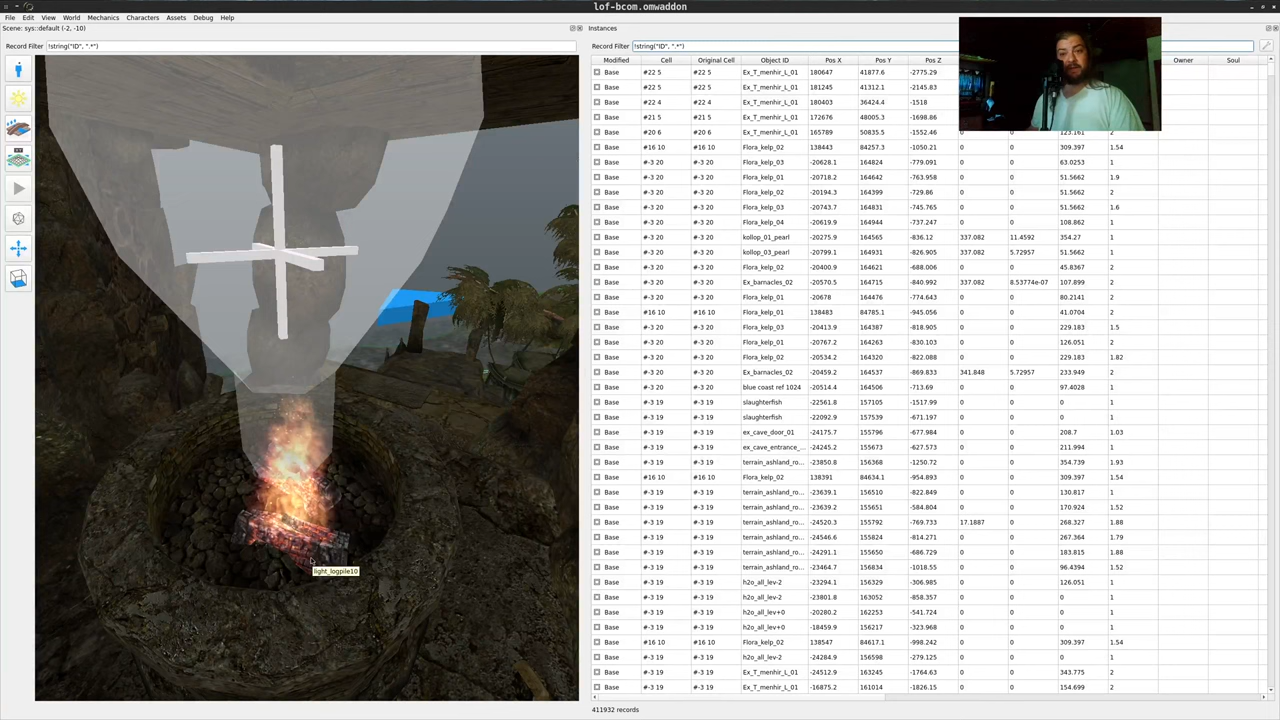 lof-bcom.omwaddon
File Edit View World Mechanics Characters Assets Debug Help
Scene: sys::default (-2, -10)
Instances
Record Filter !string("ID", ".*")
Record Filter !string("ID", ".*")
Modified Cell Original Cell Object ID Pos X Pos Y Pos Z Owner Soul
Base #22 5 #22 5 Ex_T_menhir_L_01 180647 41877.6 -2775.29
Base #22 5 #22 5 Ex_T_menhir_L_01 181245 41312.1 -2145.83
Base #22 4 #22 4 Ex_T_menhir_L_01 180403 36424.4 -1518
Base #21 5 #21 5 Ex_T_menhir_L_01 172676 48005.3 -1698.86
Base #20 6 #20 6 Ex_T_menhir_L_01 165789 50835.5 -1552.46 0 0 123.161 2
Base #16 10 #16 10 Flora_kelp_02 138443 84257.3 -1050.21 0 0 309.397 1.54
Base #-3 20 #-3 20 Flora_kelp_03 -20628.1 164824 -779.091 0 0 63.0253 1
Base #-3 20 #-3 20 Flora_kelp_01 -20718.2 164642 -763.958 0 0 51.5662 1.9
Base #-3 20 #-3 20 Flora_kelp_02 -20194.3 164399 -729.86 0 0 51.5662 2
Base #-3 20 #-3 20 Flora_kelp_03 -20743.7 164831 -745.765 0 0 51.5662 1.6
Base #-3 20 #-3 20 Flora_kelp_04 -20619.9 164944 -737.247 0 0 108.862 1
Base #-3 20 #-3 20 kollop_01_pearl -20275.9 164565 -836.12 337.082 11.4592 354.27 1
Base #-3 20 #-3 20 kollop_03_pearl -20799.1 164931 -826.905 337.082 5.72957 51.5662 1
Base #-3 20 #-3 20 Flora_kelp_02 -20400.9 164621 -688.006 0 0 45.8367 2
Base #-3 20 #-3 20 Ex_barnacles_02 -20570.5 164715 -840.992 337.082 8.53774e-07 107.899 2
Base #-3 20 #-3 20 Flora_kelp_01 -20678 164476 -774.643 0 0 80.2141 2
Base #16 10 #16 10 Flora_kelp_01 138483 84785.1 -945.056 0 0 41.0704 2
Base #-3 20 #-3 20 Flora_kelp_03 -20413.9 164387 -818.905 0 0 229.183 1.5
Base #-3 20 #-3 20 Flora_kelp_01 -20767.2 164263 -830.103 0 0 126.051 2
Base #-3 20 #-3 20 Flora_kelp_02 -20534.2 164320 -822.088 0 0 229.183 1.82
Base #-3 20 #-3 20 Ex_barnacles_02 -20459.2 164537 -869.833 341.848 5.72957 233.949 2
Base #-3 20 #-3 20 blue coast ref 1024 -20514.4 164506 -713.69 0 0 97.4028 1
Base #-3 19 #-3 19 slaughterfish -22561.8 157105 -1517.99 0 0 0 1
Base #-3 19 #-3 19 slaughterfish -22092.9 157539 -671.197 0 0 0 1
Base #-3 19 #-3 19 ex_cave_door_01 -24175.7 155796 -677.984 0 0 208.7 1.03
Base #-3 19 #-3 19 ex_cave_entrance_... -24245.2 155673 -627.573 0 0 211.994 1
Base #-3 19 #-3 19 terrain_ashland_ro... -23850.8 156368 -1250.72 0 0 354.739 1.93
Base #16 10 #16 10 Flora_kelp_02 138391 84634.1 -954.893 0 0 309.397 1.54
Base #-3 19 #-3 19 terrain_ashland_ro... -23639.1 156510 -822.849 0 0 130.817 1
Base #-3 19 #-3 19 terrain_ashland_ro... -23639.2 156551 -584.804 0 0 170.924 1.52
Base #-3 19 #-3 19 terrain_ashland_ro... -24520.3 155792 -769.733 17.1887 0 268.327 1.88
Base #-3 19 #-3 19 terrain_ashland_ro... -24546.6 155824 -814.271 0 0 267.364 1.79
Base #-3 19 #-3 19 terrain_ashland_ro... -24291.1 155650 -686.729 0 0 183.815 1.88
Base #-3 19 #-3 19 terrain_ashland_ro... -23464.7 156834 -1018.55 0 0 96.4394 1.52
Base #-3 19 #-3 19 h2o_all_lev-2 -23294.1 156329 -306.985 0 0 126.051 1
Base #-3 19 #-3 19 h2o_all_lev-2 -23801.8 163052 -858.357 0 0 0 1
Base #-3 19 #-3 19 h2o_all_lev+0 -20280.2 162253 -541.724 0 0 0 1
Base #-3 19 #-3 19 h2o_all_lev+0 -18459.9 156217 -323.968 0 0 0 1
Base #16 10 #16 10 Flora_kelp_02 138547 84617.1 -998.242 0 0 309.397 1.54
Base #-3 19 #-3 19 h2o_all_lev-2 -24284.9 156598 -279.125 0 0 0 1
Base #-3 19 #-3 19 Ex_T_menhir_L_01 -24512.9 163245 -1764.63 0 0 343.775 2
Base #-3 19 #-3 19 Ex_T_menhir_L_01 -16875.2 161014 -1826.15 0 0 154.699 2
light_logpile10
411932 records